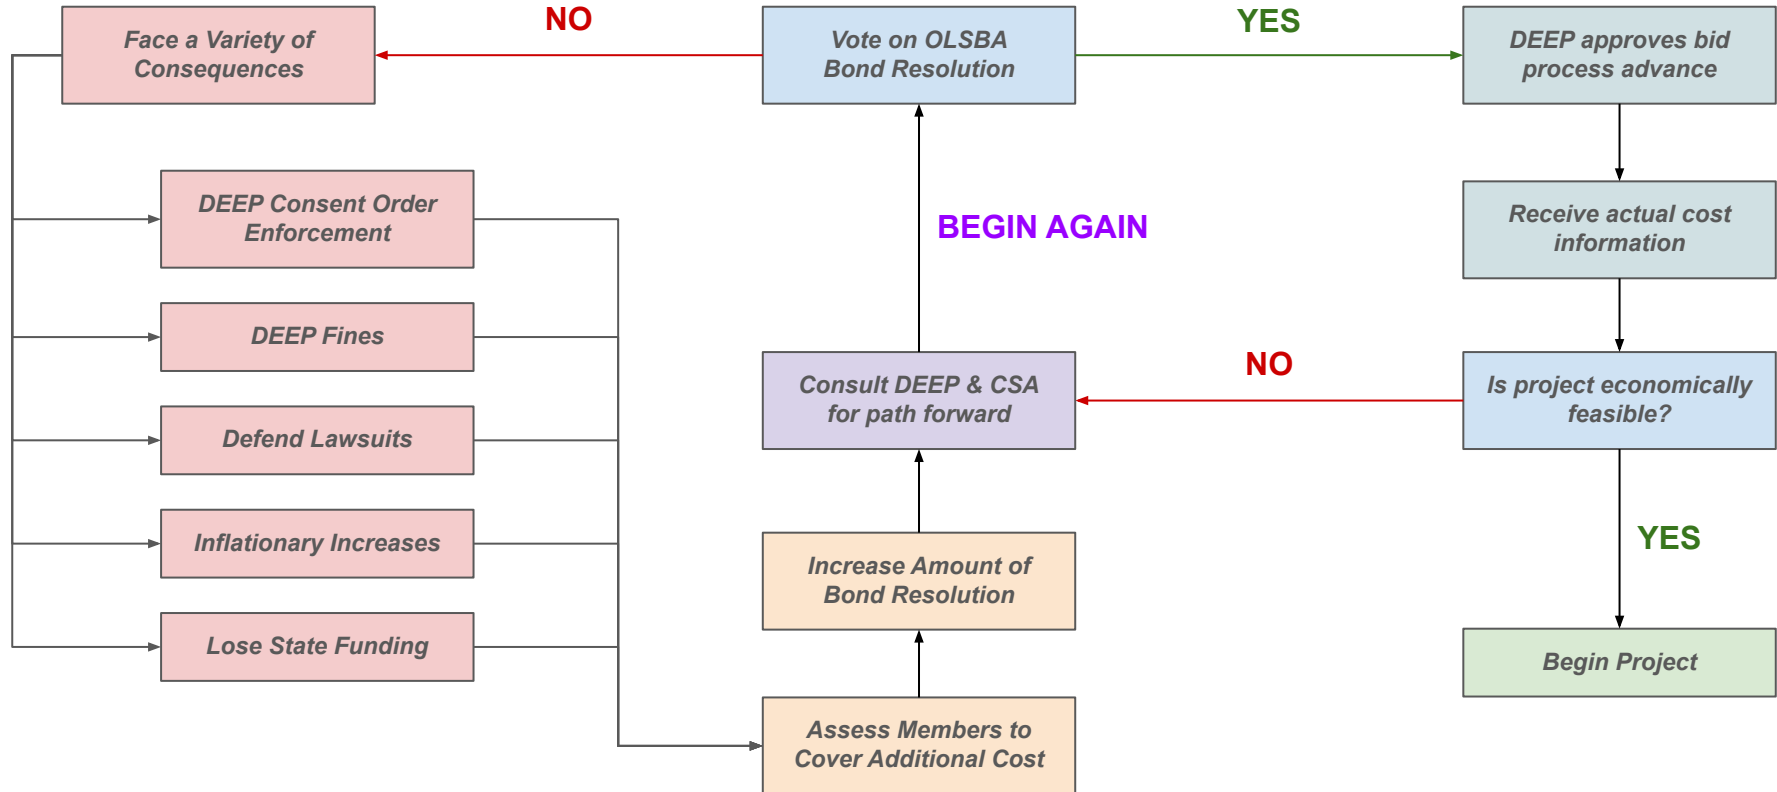 NO
YES
Face a Variety of
Consequences
Vote on OLSBA
Bond Resolution
DEEP approves bid
process advance
DEEP Consent Order
Enforcement
BEGIN AGAIN
Receive actual cost
information
DEEP Fines
Consult DEEP & CSA
for path forward
NO
Is project economically
feasible?
Defend Lawsuits
Inflationary Increases
Increase Amount of
Bond Resolution
YES
Lose State Funding
Begin Project
Assess Members to
Cover Additional Cost